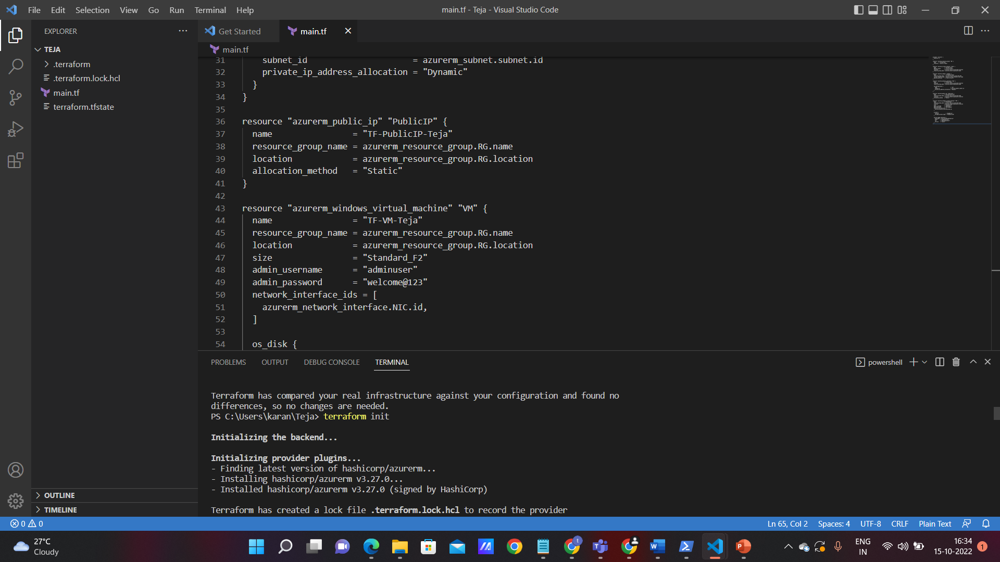 File Edit Selection View Go Run Terminal Help
main.tf - Teja - Visual Studio Code
EXPLORER
TEJA
.terraform
.terraform.lock.hcl
main.tf
terraform.tfstate
OUTLINE
TIMELINE
Get Started
main.tf
main.tf
31 subnet_id = azurerm_subnet.subnet.id
32 private_ip_address_allocation = "Dynamic"
33 }
34 }
35
36 resource "azurerm_public_ip" "PublicIP" {
37 name = "TF-PublicIP-Teja"
38 resource_group_name = azurerm_resource_group.RG.name
39 location = azurerm_resource_group.RG.location
40 allocation_method = "Static"
41 }
42
43 resource "azurerm_windows_virtual_machine" "VM" {
44 name = "TF-VM-Teja"
45 resource_group_name = azurerm_resource_group.RG.name
46 location = azurerm_resource_group.RG.location
47 size = "Standard_F2"
48 admin_username = "adminuser"
49 admin_password = "welcome@123"
50 network_interface_ids = [
51 azurerm_network_interface.NIC.id,
52 ]
53
54 os_disk {
PROBLEMS OUTPUT DEBUG CONSOLE TERMINAL
powershell
Terraform has compared your real infrastructure against your configuration and found no
differences, so no changes are needed.
PS C:\Users\karan\Teja> terraform init
Initializing the backend...
Initializing provider plugins...
- Finding latest version of hashicorp/azurerm...
- Installing hashicorp/azurerm v3.27.0...
- Installed hashicorp/azurerm v3.27.0 (signed by HashiCorp)
Terraform has created a lock file .terraform.lock.hcl to record the provider
0 0
Ln 65, Col 2 Spaces: 4 UTF-8 CRLF Plain Text
27°C
Cloudy
ENG
IN
16:34
15-10-2022
1